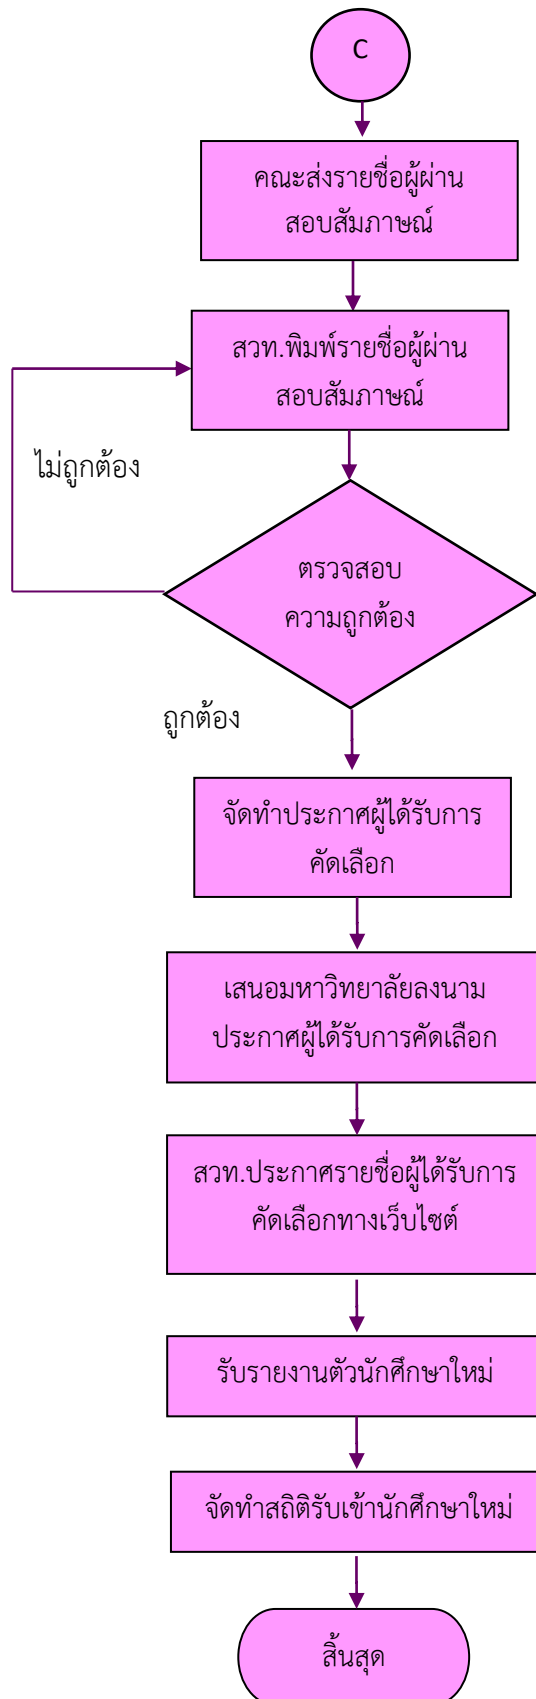 C
คณะส่งรายชื่อผู้ผ่าน
สอบสัมภาษณ์
สวท.พิมพ์รายชื่อผู้ผ่าน
สอบสัมภาษณ์
ไม่ถูกต้อง
ตรวจสอบ
ความถูกต้อง
ถูกต้อง
จัดทำประกาศผู้ได้รับการ
คัดเลือก
เสนอมหาวิทยาลัยลงนาม
ประกาศผู้ได้รับการคัดเลือก
สวท.ประกาศรายชื่อผู้ได้รับการ
คัดเลือกทางเว็บไซต์
รับรายงานตัวนักศึกษาใหม่
จัดทำสถิติรับเข้านักศึกษาใหม่
สิ้นสุด